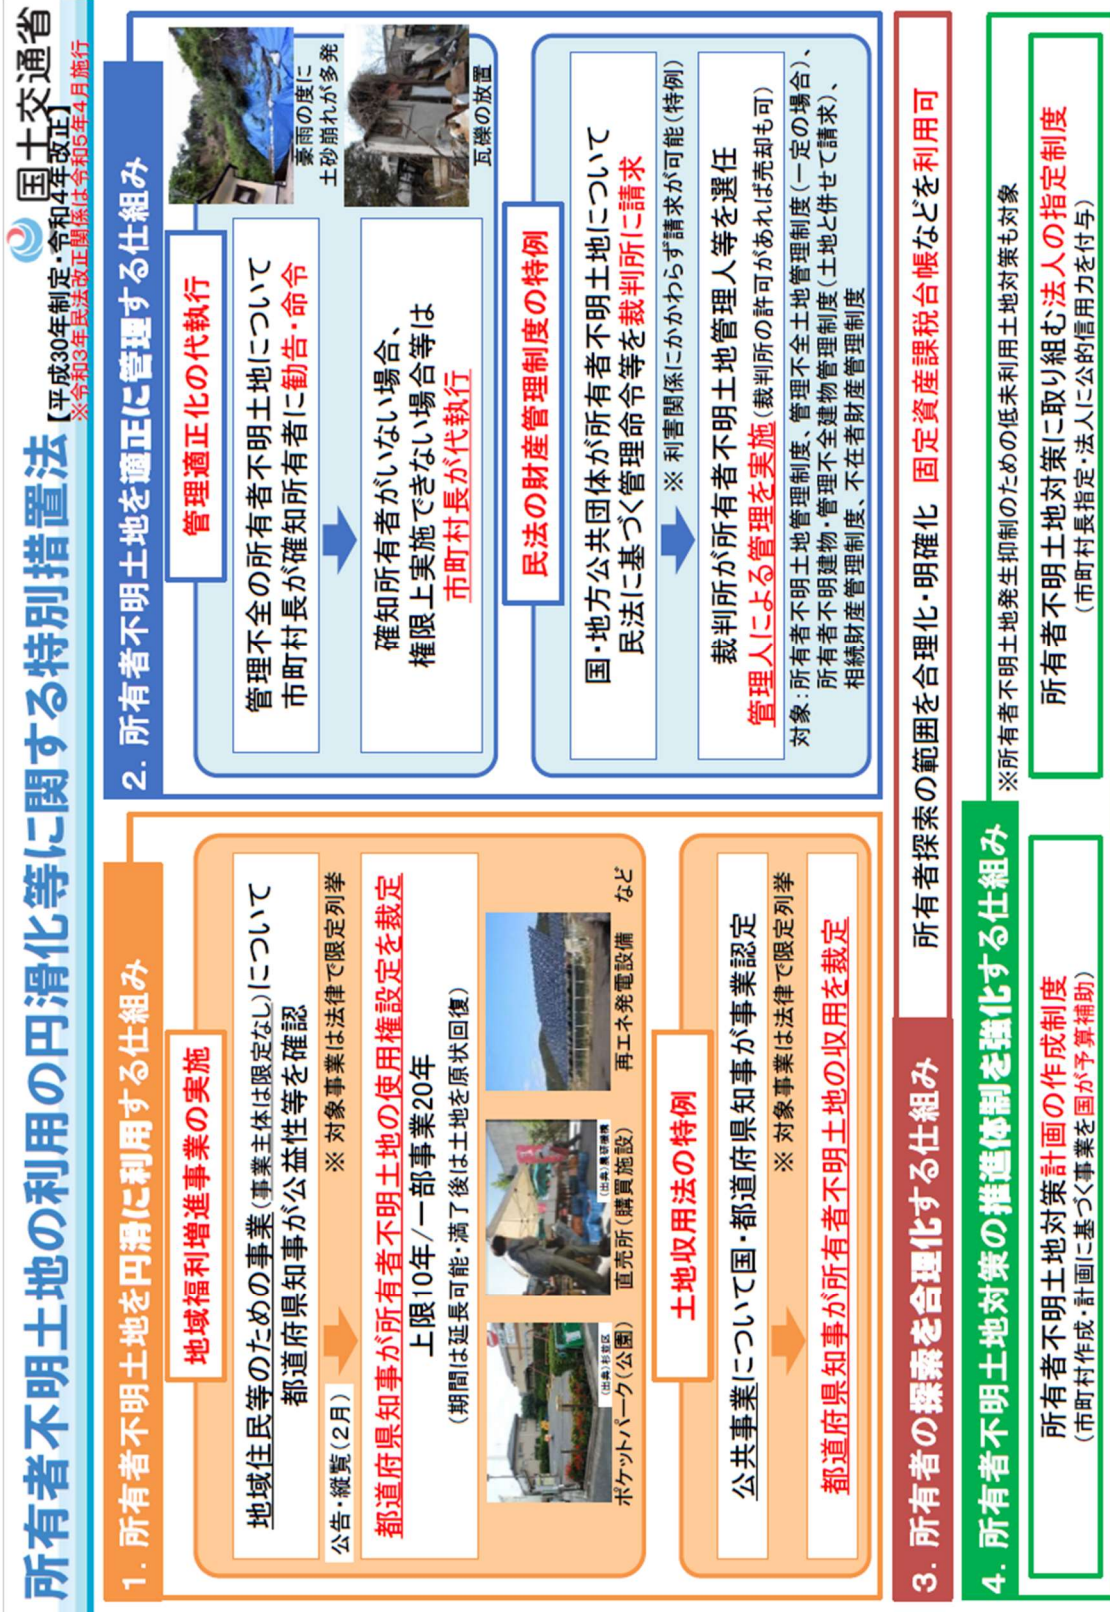 所有者不明土地の利用の円滑化等に関する特別措置法
国土交通省
【平成30年制定・令和4年改正】
※令和3年民法改正関係は令和5年4月施行
1. 所有者不明土地を円滑に利用する仕組み
地域福利増進事業の実施
地域住民等のための事業(事業主体は限定なし)について
都道府県知事が公益性等を確認
公告・縦覧(2月)
※ 対象事業は法律で限定列挙
都道府県知事が所有者不明土地の使用権設定を裁定
上限10年/一部事業20年
(期間は延長可能・満了後は土地を原状回復)
(出典)杉並区
(出典)農研機構
ポケットパーク(公園)
直売所(購買施設)
再エネ発電設備
など
土地収用法の特例
公共事業について国・都道府県知事が事業認定
※ 対象事業は法律で限定列挙
都道府県知事が所有者不明土地の収用を裁定
2. 所有者不明土地を適正に管理する仕組み
管理適正化の代執行
管理不全の所有者不明土地について
市町村長が確知所有者に勧告・命令
確知所有者がいない場合、
権限上実施できない場合等は
市町村長が代執行
豪雨の度に
土砂崩れが多発
瓦礫の放置
民法の財産管理制度の特例
国・地方公共団体が所有者不明土地について
民法に基づく管理命令等を裁判所に請求
※ 利害関係にかかわらず請求が可能(特例)
裁判所が所有者不明土地管理人等を選任
管理人による管理を実施(裁判所の許可があれば売却も可)
対象:所有者不明土地管理制度、管理不全土地管理制度(一定の場合)、
所有者不明建物・管理不全建物管理制度(土地と併せて請求)、
相続財産管理制度、不在者財産管理制度
3. 所有者の探索を合理化する仕組み
所有者探索の範囲を合理化・明確化 固定資産課税台帳などを利用可
4. 所有者不明土地対策の推進体制を強化する仕組み
※所有者不明土地発生抑制のための低未利用土地対策も対象
所有者不明土地対策計画の作成制度
(市町村作成・計画に基づく事業を国が予算補助)
所有者不明土地対策に取り組む法人の指定制度
(市町村長指定・法人に公的信用力を付与)